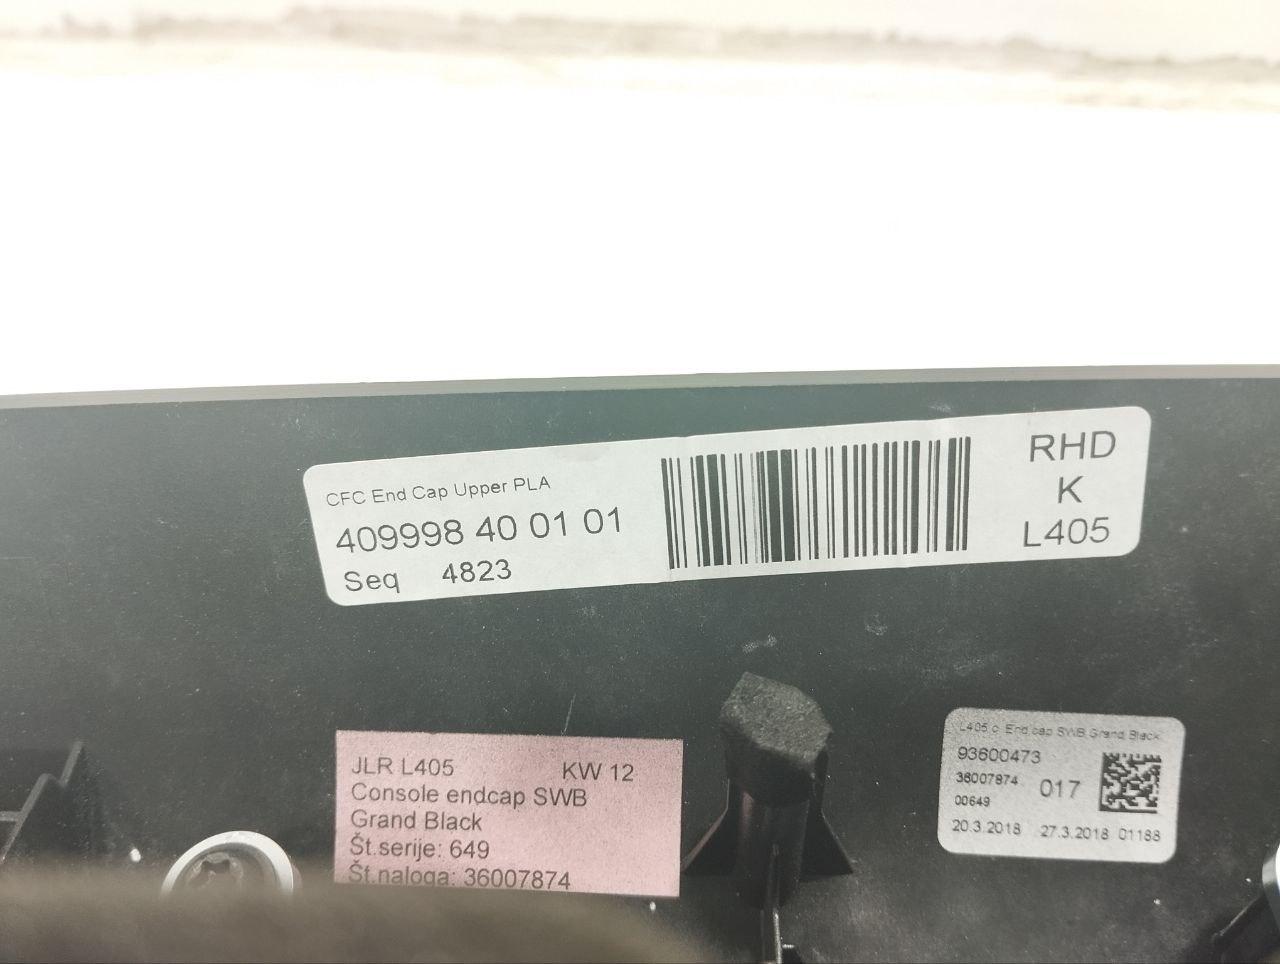 CFC End Cap Upper PLA
409998 40 01 01
Seq 4823
RHD
K
L405
JLR L405 KW 12
Console endcap SWB
Grand Black
Št.serije: 649
Št.naloga: 36007874
L405 c. End cap SWB Grand Black
93600473
36007874 017
00649
20.3.2018 27.3.2018 01188